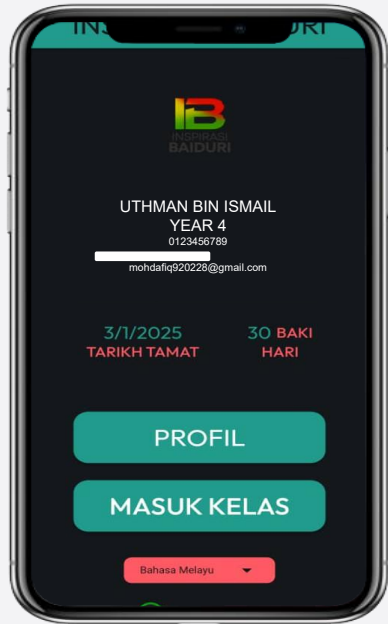 INSPIRASI
BAIDURI
UTHMAN BIN ISMAIL
YEAR 4
0123456789
mohdafiq920228@gmail.com
3/1/2025
TARIKH TAMAT
30 BAKI
HARI
PROFIL
MASUK KELAS
Bahasa Melayu